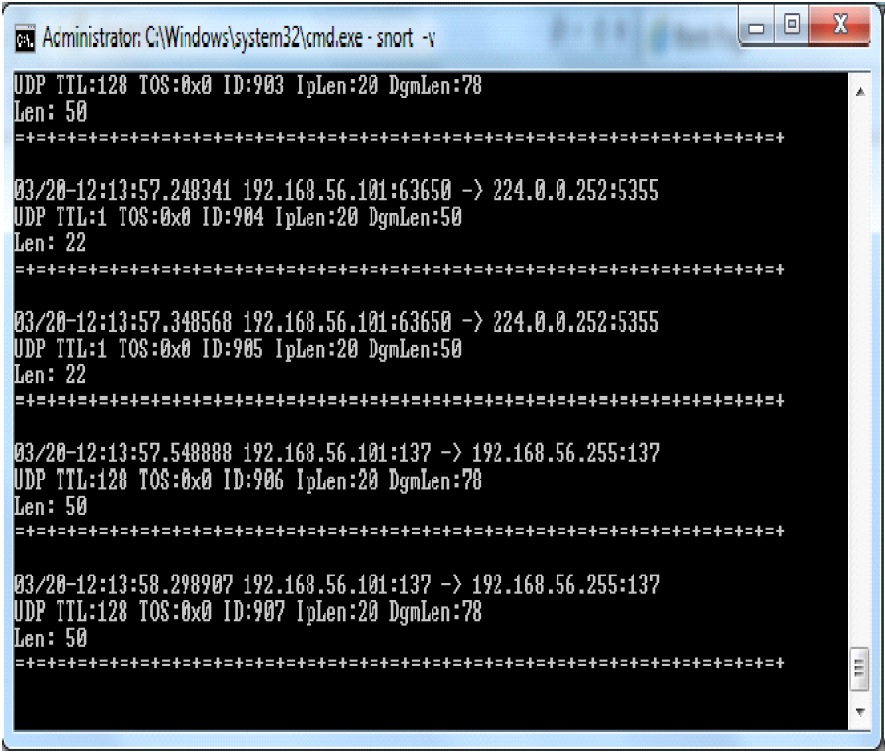 Administrator: C:\Windows\system32\cmd.exe - snort -v
UDP TTL:128 TOS:0x0 ID:903 IpLen:20 DgmLen:78
Len: 50
=+=+=+=+=+=+=+=+=+=+=+=+=+=+=+=+=+=+=+=+=+=+=+=+=+=+=+=+=+=+=+=+=+=+=+=+=+

03/20-12:13:57.248341 192.168.56.101:63650 -> 224.0.0.252:5355
UDP TTL:1 TOS:0x0 ID:904 IpLen:20 DgmLen:50
Len: 22
=+=+=+=+=+=+=+=+=+=+=+=+=+=+=+=+=+=+=+=+=+=+=+=+=+=+=+=+=+=+=+=+=+=+=+=+=+

03/20-12:13:57.348568 192.168.56.101:63650 -> 224.0.0.252:5355
UDP TTL:1 TOS:0x0 ID:905 IpLen:20 DgmLen:50
Len: 22
=+=+=+=+=+=+=+=+=+=+=+=+=+=+=+=+=+=+=+=+=+=+=+=+=+=+=+=+=+=+=+=+=+=+=+=+=+

03/20-12:13:57.548888 192.168.56.101:137 -> 192.168.56.255:137
UDP TTL:128 TOS:0x0 ID:906 IpLen:20 DgmLen:78
Len: 50
=+=+=+=+=+=+=+=+=+=+=+=+=+=+=+=+=+=+=+=+=+=+=+=+=+=+=+=+=+=+=+=+=+=+=+=+=+

03/20-12:13:58.298907 192.168.56.101:137 -> 192.168.56.255:137
UDP TTL:128 TOS:0x0 ID:907 IpLen:20 DgmLen:78
Len: 50
=+=+=+=+=+=+=+=+=+=+=+=+=+=+=+=+=+=+=+=+=+=+=+=+=+=+=+=+=+=+=+=+=+=+=+=+=+